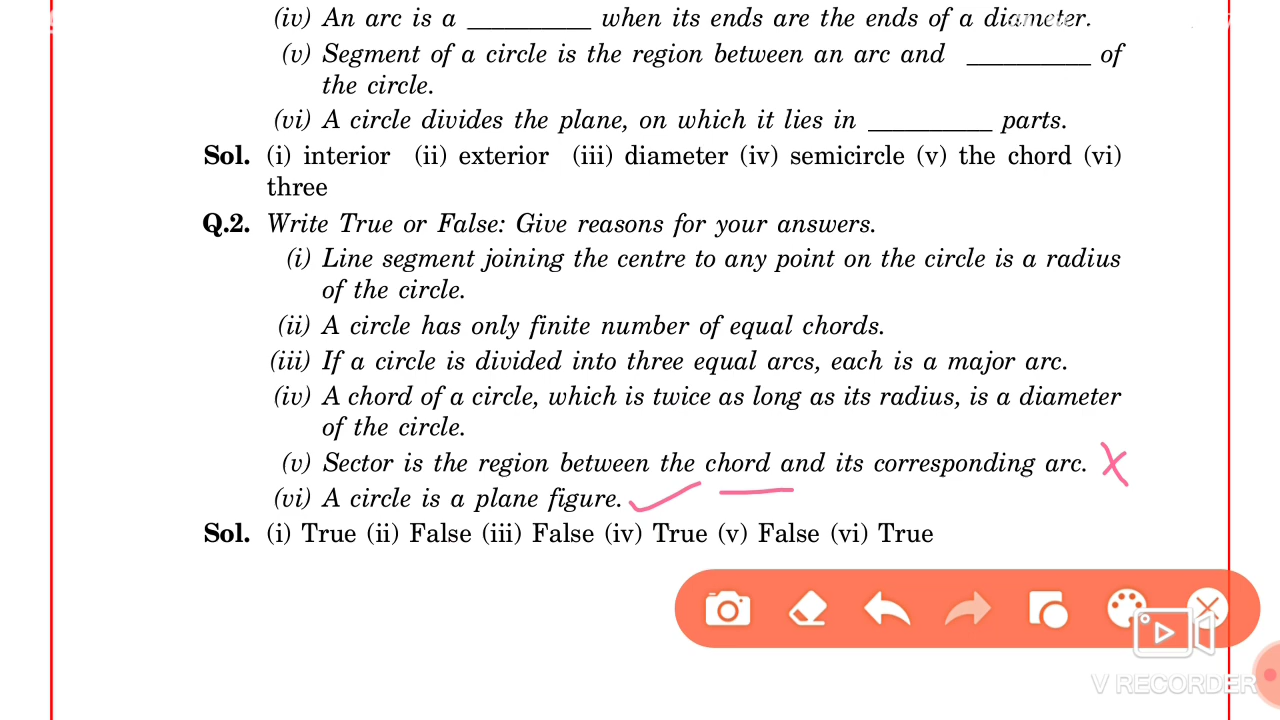 (iv) An arc is a __________ when its ends are the ends of a diameter.
(v) Segment of a circle is the region between an arc and __________ of
the circle.
(vi) A circle divides the plane, on which it lies in __________ parts.
Sol. (i) interior (ii) exterior (iii) diameter (iv) semicircle (v) the chord (vi)
three
Q.2. Write True or False: Give reasons for your answers.
(i) Line segment joining the centre to any point on the circle is a radius
of the circle.
(ii) A circle has only finite number of equal chords.
(iii) If a circle is divided into three equal arcs, each is a major arc.
(iv) A chord of a circle, which is twice as long as its radius, is a diameter
of the circle.
(v) Sector is the region between the chord and its corresponding arc.
(vi) A circle is a plane figure.
Sol. (i) True (ii) False (iii) False (iv) True (v) False (vi) True
V RECORDER